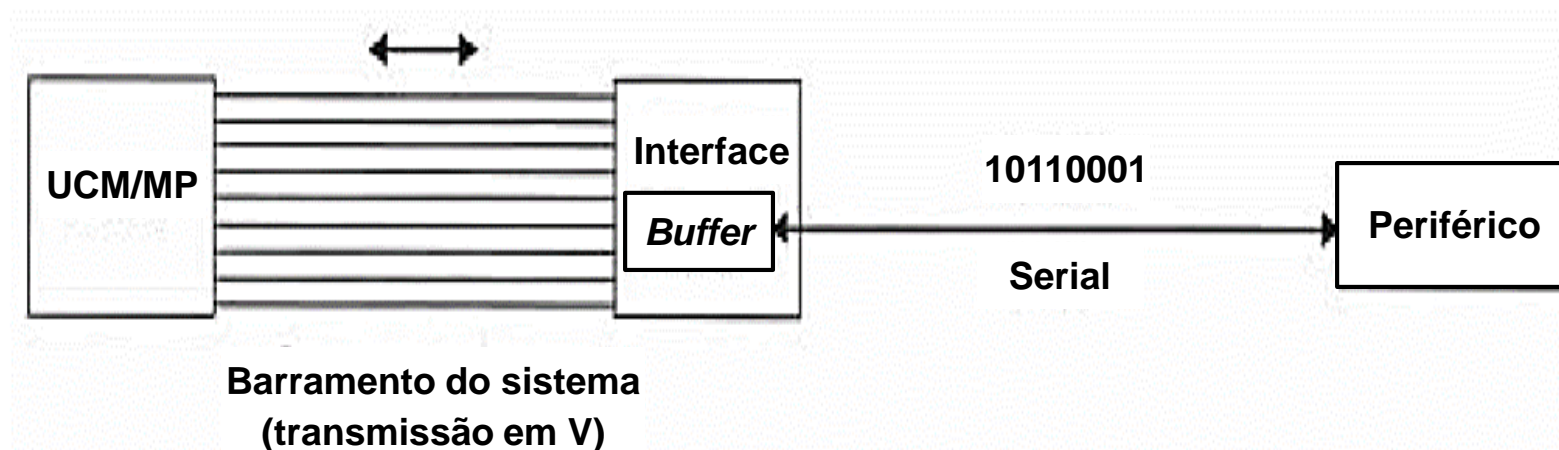 UCM/MP
Interface
Buffer
10110001
Serial
Periférico
Barramento do sistema
(transmissão em V)